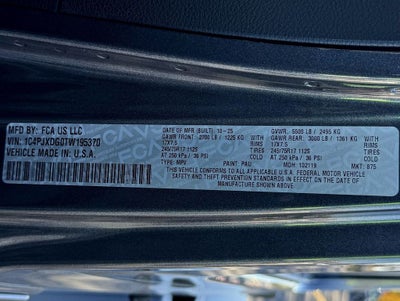 MFD BY: FCA US LLC
VIN: 1C4PJXDG0TW195370
VEHICLE MADE IN U.S.A.
DATE OF MFR (BUILT) 10-25
GVWR: 5500 LB / 2495 KG
GAWR FRONT: 2700 LB / 1225 KG
GAWR REAR: 3000 LB / 1361 KG
WITH
WITH
17X7.5 RIMS
17X7.5 RIMS
245/75R17 112S TIRES
245/75R17 112S TIRES
AT 250 kPa / 36 PSI COLD
AT 250 kPa / 36 PSI COLD
TYPE: MPV
PAINT: PAU
MDH: 102119
MKT: B75
THIS VEHICLE CONFORMS TO ALL APPLICABLE FEDERAL MOTOR VEHICLE
SAFETY AND THEFT PREVENTION STANDARDS IN EFFECT ON THE DATE OF
MANUFACTURE SHOWN ABOVE.